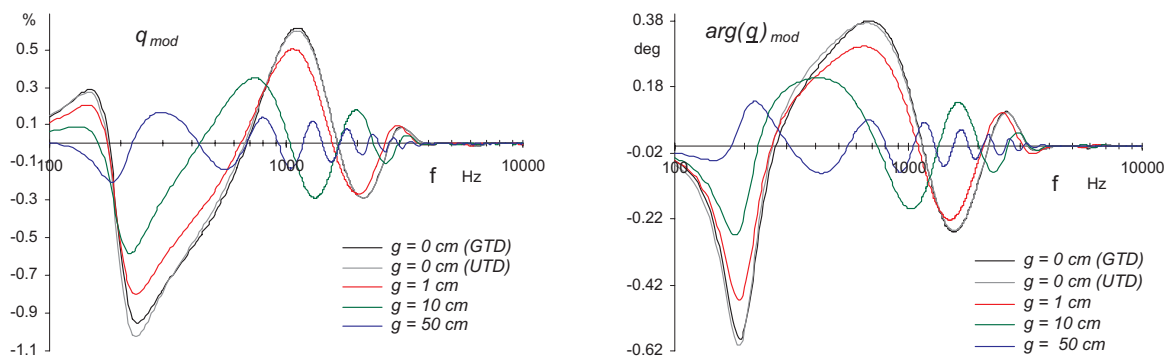 %
q mod
0.5
0.3
0.1
-0.1
-0.3
-0.5
-0.7
-0.9
-1.1
1100
1000
10000
f Hz
g = 0 cm (GTD)
g = 0 cm (UTD)
g = 1 cm
g = 10 cm
g = 50 cm
0.38
deg
arg(q) mod
0.18
-0.02
-0.22
-0.42
-0.62
100
1000
10000
f Hz
g = 0 cm (GTD)
g = 0 cm (UTD)
g = 1 cm
g = 10 cm
g = 50 cm